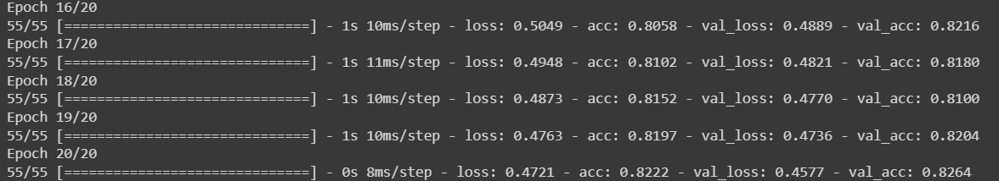 Epoch 16/20
55/55 [==============================] - 1s 10ms/step - loss: 0.5049 - acc: 0.8058 - val_loss: 0.4889 - val_acc: 0.8216
Epoch 17/20
55/55 [==============================] - 1s 11ms/step - loss: 0.4948 - acc: 0.8102 - val_loss: 0.4821 - val_acc: 0.8180
Epoch 18/20
55/55 [==============================] - 1s 10ms/step - loss: 0.4873 - acc: 0.8152 - val_loss: 0.4770 - val_acc: 0.8100
Epoch 19/20
55/55 [==============================] - 1s 10ms/step - loss: 0.4763 - acc: 0.8197 - val_loss: 0.4736 - val_acc: 0.8204
Epoch 20/20
55/55 [==============================] - 0s 8ms/step - loss: 0.4721 - acc: 0.8222 - val_loss: 0.4577 - val_acc: 0.8264